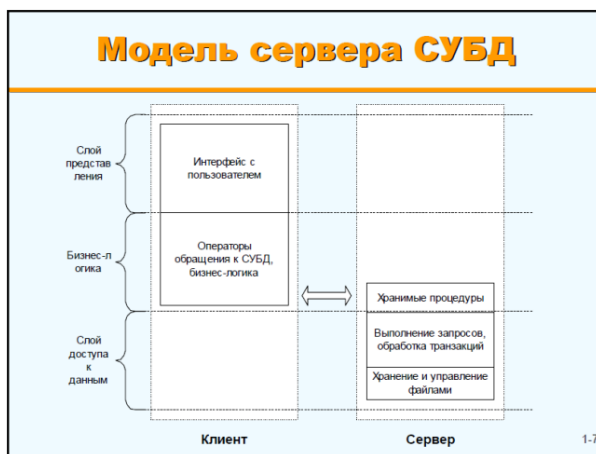 Модель сервера СУБД
Слой
представ
ления
Интерфейс с
пользователем
Бизнес-л
огика
Операторы
обращения к СУБД,
бизнес-логика
Хранимые процедуры
Слой
доступа
к
данным
Выполнение запросов,
обработка транзакций
Хранение и управление
файлами
Клиент
Сервер
1-7